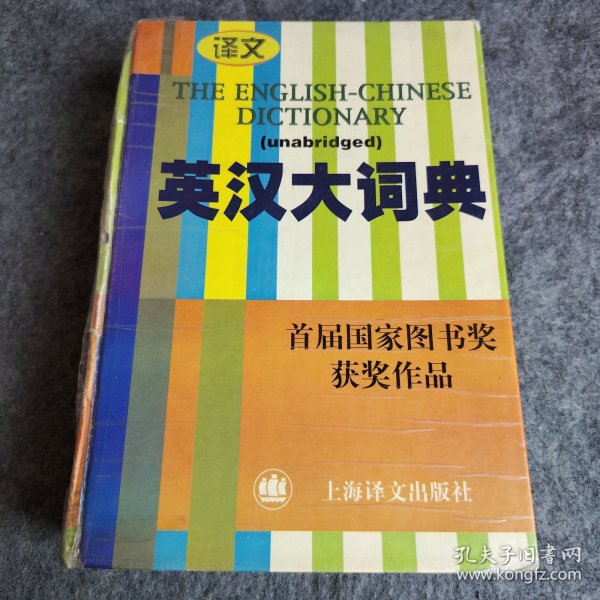 译文
THE ENGLISH-CHINESE
DICTIONARY
(unabridged)
英汉大词典
首届国家图书奖
获奖作品
上海译文出版社
孔夫子旧书网
www.kongfz.com